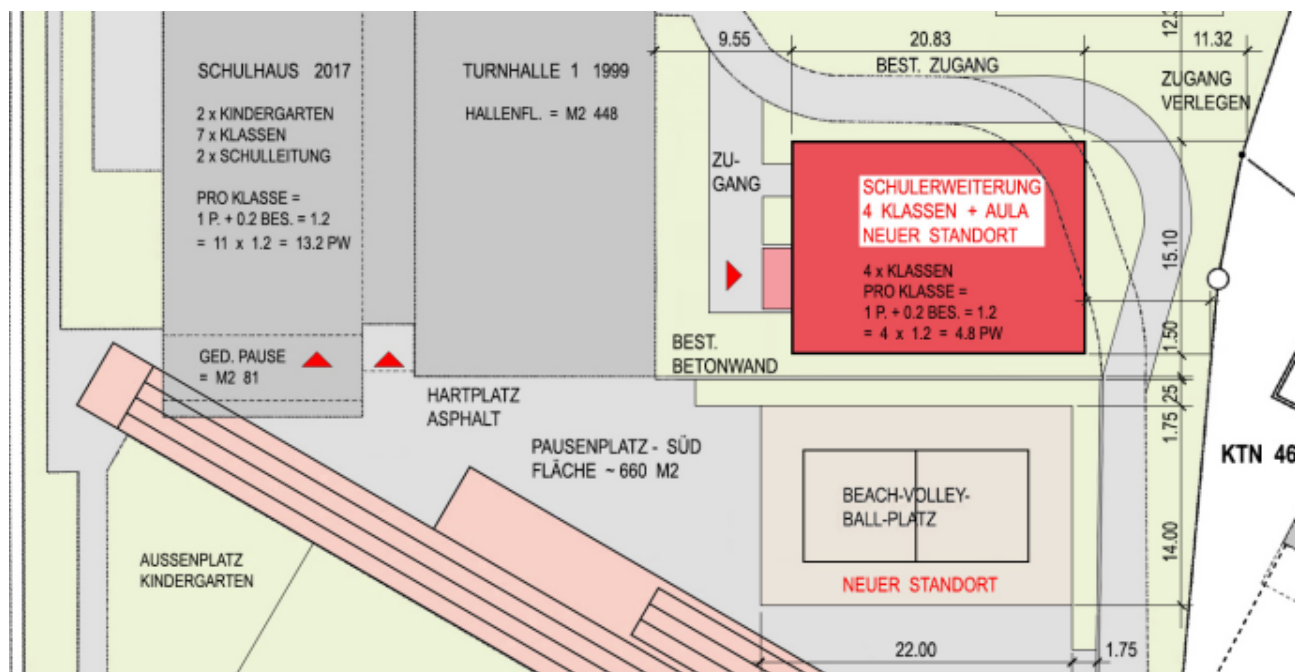 9.55
20.83
11.32
12.
SCHULHAUS 2017
2 x KINDERGARTEN
7 x KLASSEN
2 x SCHULLEITUNG
PRO KLASSE =
1 P. + 0.2 BES. = 1.2
= 11 x 1.2 = 13.2 PW
TURNHALLE 1 1999
HALLENFL. = M2 448
BEST. ZUGANG
ZUGANG
VERLEGEN
ZU-
GANG
SCHULERWEITERUNG
4 KLASSEN + AULA
NEUER STANDORT
4 x KLASSEN
PRO KLASSE =
1 P. + 0.2 BES. = 1.2
= 4 x 1.2 = 4.8 PW
15.10
1.50
GED. PAUSE
= M2 81
BEST.
BETONWAND
HARTPLATZ
ASPHALT
25
1.75
PAUSENPLATZ - SÜD
FLÄCHE ~ 660 M2
KTN 46
BEACH-VOLLEY-
BALL-PLATZ
14.00
AUSSENPLATZ
KINDERGARTEN
NEUER STANDORT
22.00
1.75